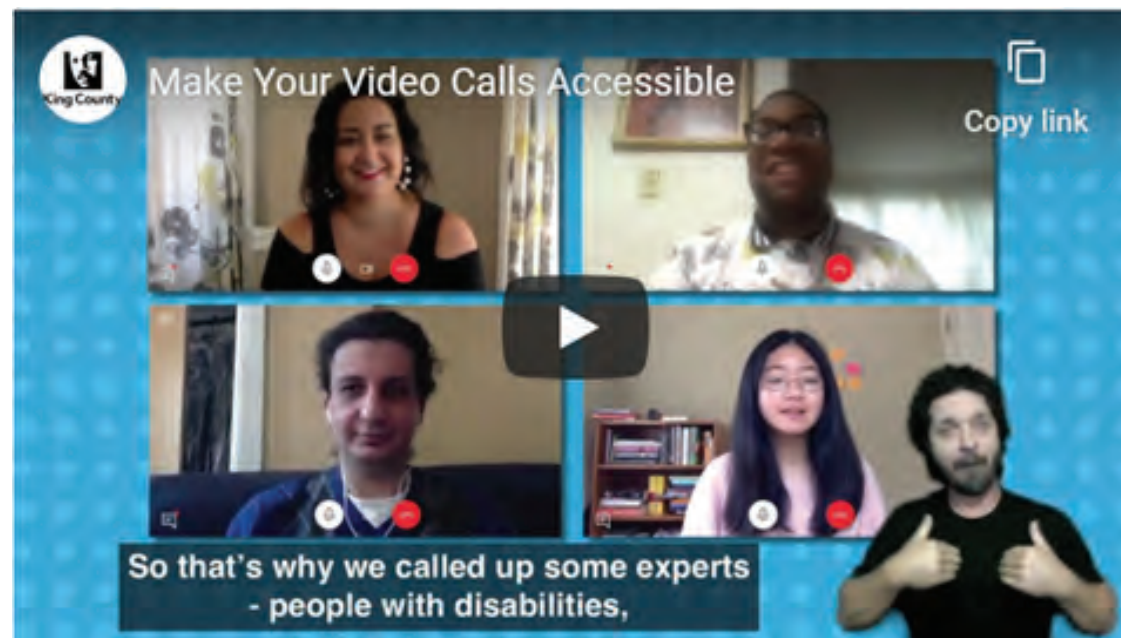 King County
Make Your Video Calls Accessible
Copy link
So that's why we called up some experts
- people with disabilities,